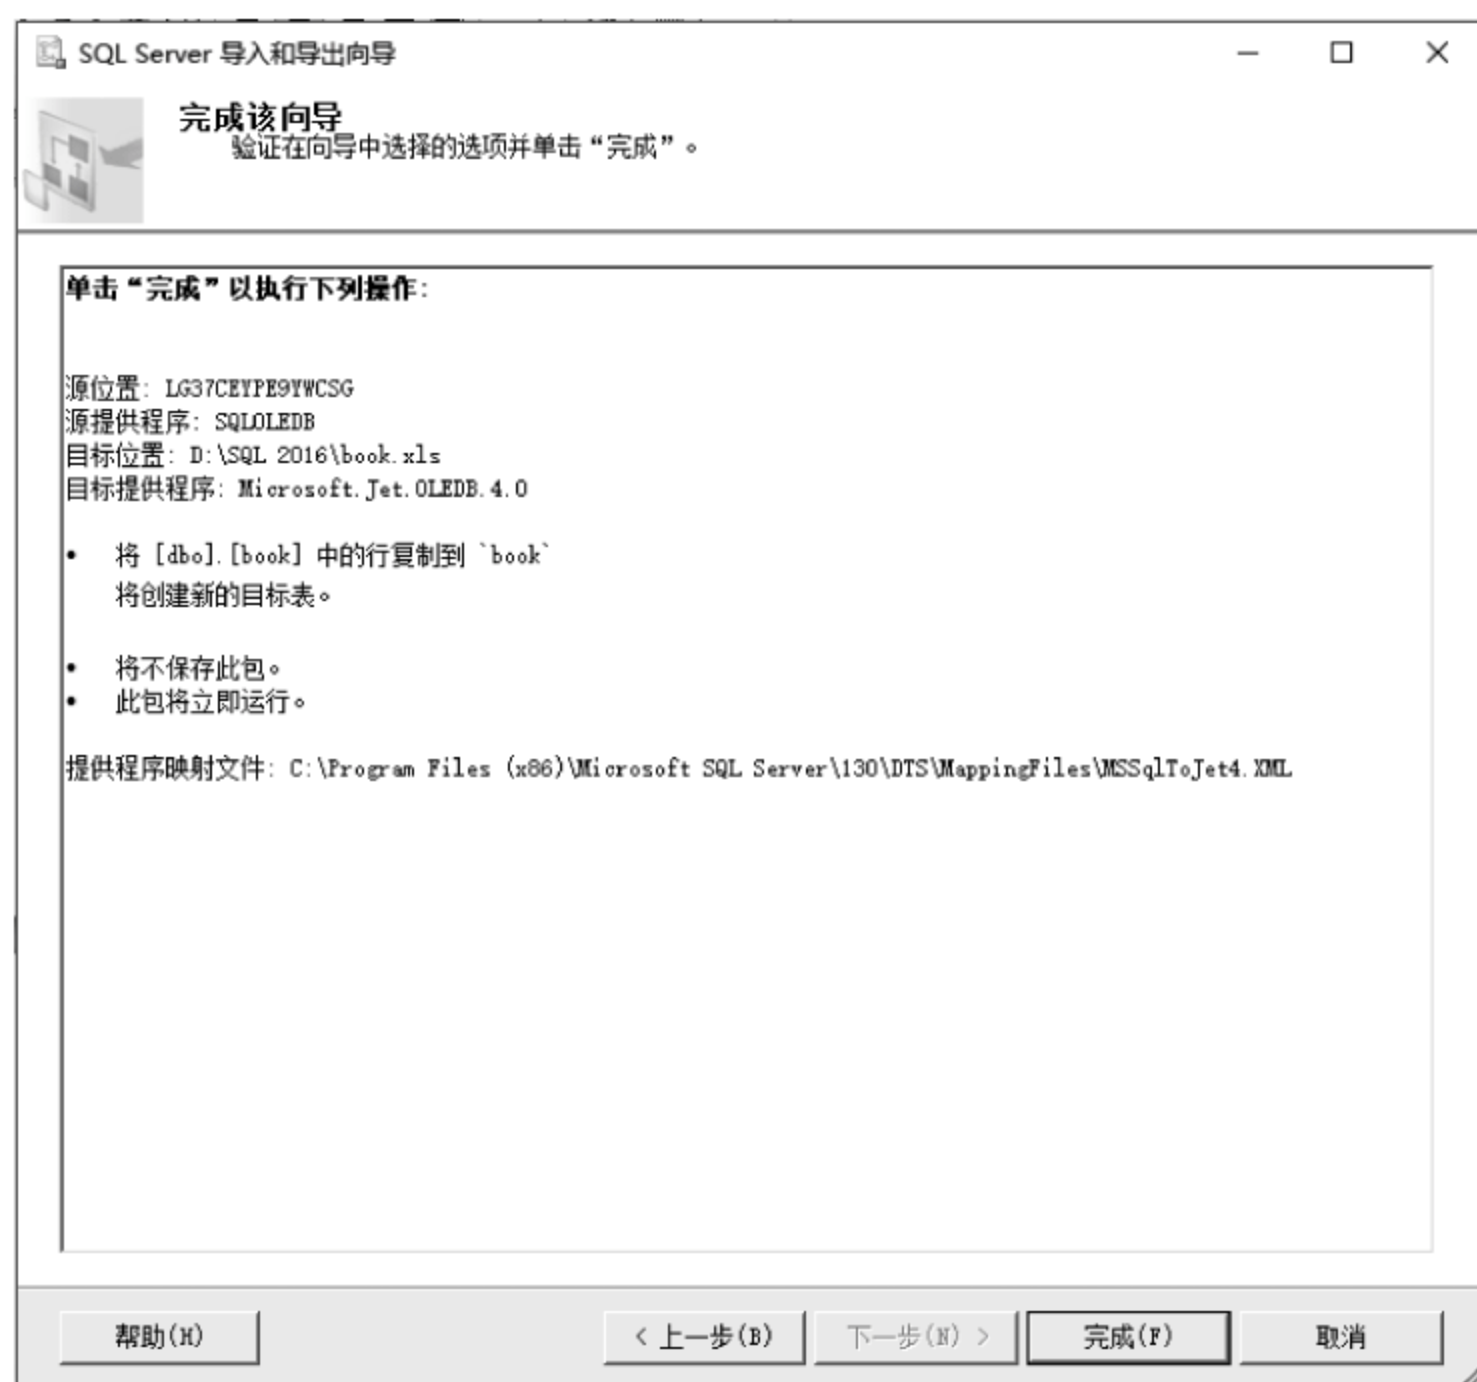 SQL Server 导入和导出向导
完成该向导
验证在向导中选择的选项并单击“完成”。
单击“完成”以执行下列操作:
源位置: LG37CEYPE9YWCSG
源提供程序: SQLOLEDB
目标位置: D:\SQL 2016\book.xls
目标提供程序: Microsoft.Jet.OLEDB.4.0
• 将 [dbo].[book] 中的行复制到 `book`
将创建新的目标表。
• 将不保存此包。
• 此包将立即运行。
提供程序映射文件: C:\Program Files (x86)\Microsoft SQL Server\130\DTS\MappingFiles\MSSqlToJet4.XML
帮助(H) < 上一步(B) 下一步(N) > 完成(F) 取消